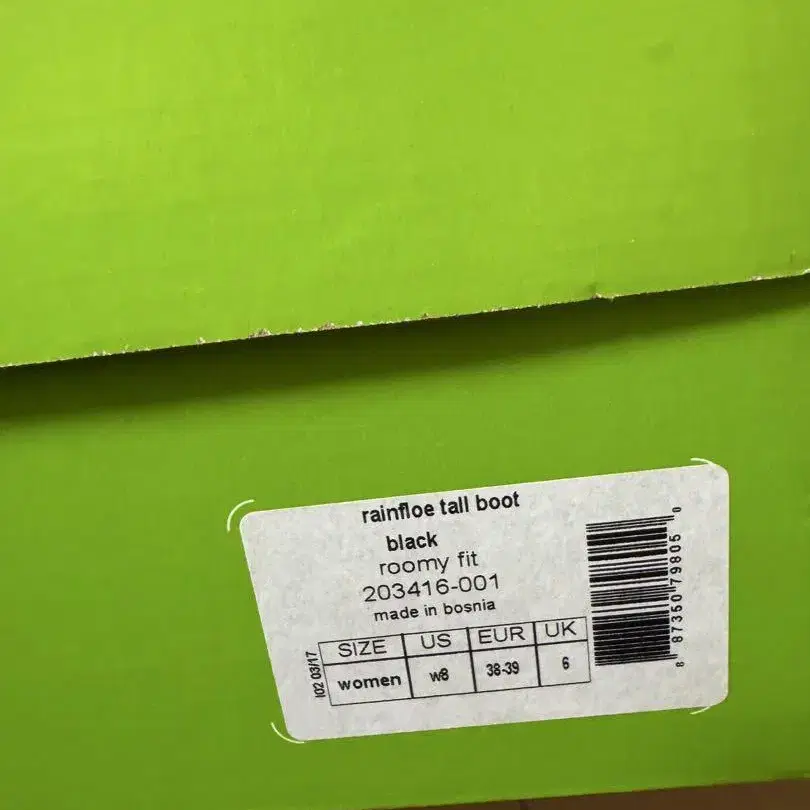 rainfloe tall boot
black
roomy fit
203416-001
made in bosnia
SIZE US EUR UK
women w8 38-39 6
I02 03/17
8 87350 79805 0